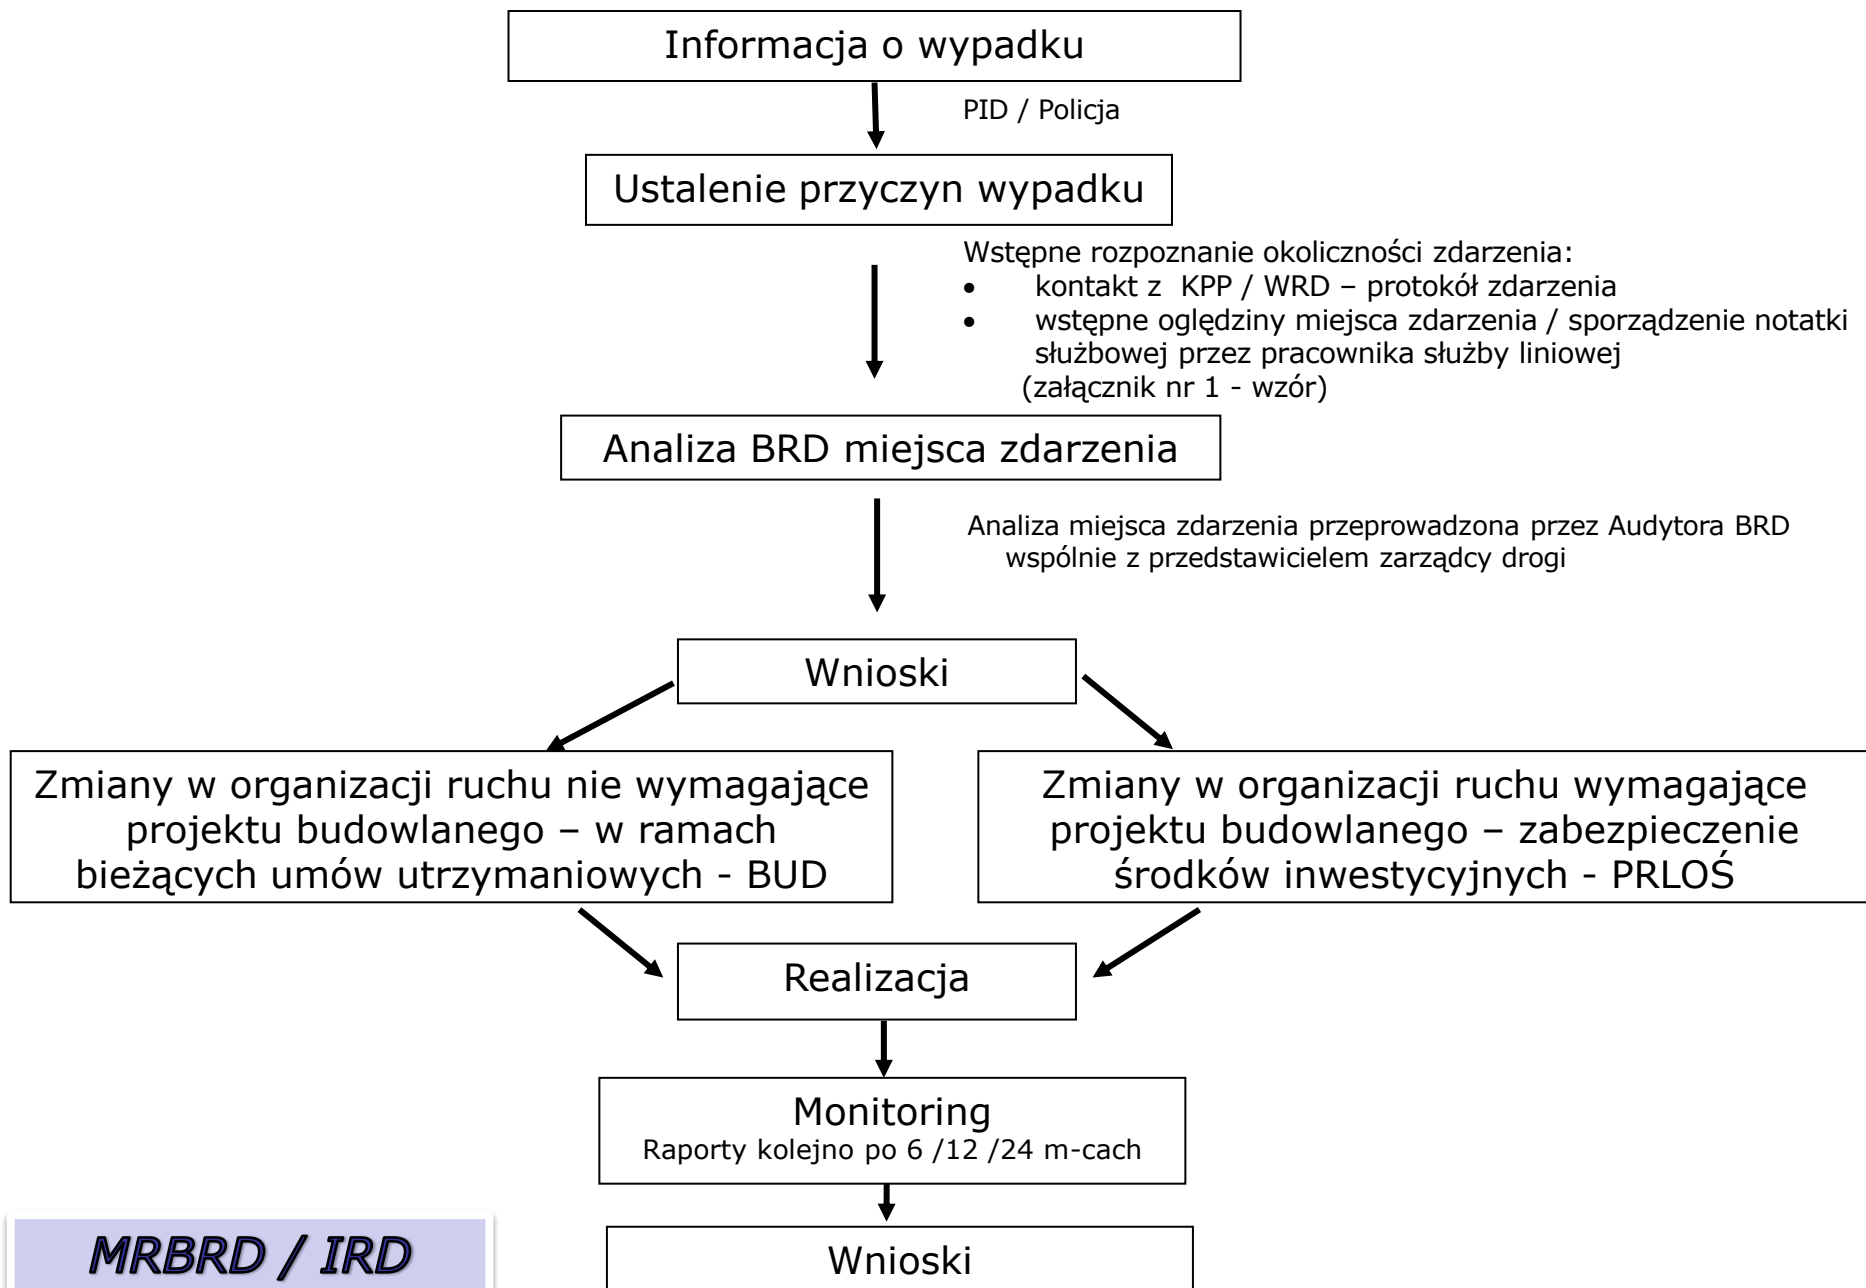 Informacja o wypadku
PID / Policja
Ustalenie przyczyn wypadku
Wstępne rozpoznanie okoliczności zdarzenia:
• kontakt z KPP / WRD – protokół zdarzenia
• wstępne oględziny miejsca zdarzenia / sporządzenie notatki
służbowej przez pracownika służby liniowej
(załącznik nr 1 - wzór)
Analiza BRD miejsca zdarzenia
Analiza miejsca zdarzenia przeprowadzona przez Audytora BRD
wspólnie z przedstawicielem zarządcy drogi
Wnioski
Zmiany w organizacji ruchu nie wymagające
projektu budowlanego – w ramach
bieżących umów utrzymaniowych - BUD
Zmiany w organizacji ruchu wymagające
projektu budowlanego – zabezpieczenie
środków inwestycyjnych - PRLOŚ
Realizacja
Monitoring
Raporty kolejno po 6 /12 /24 m-cach
MRBRD / IRD
Wnioski